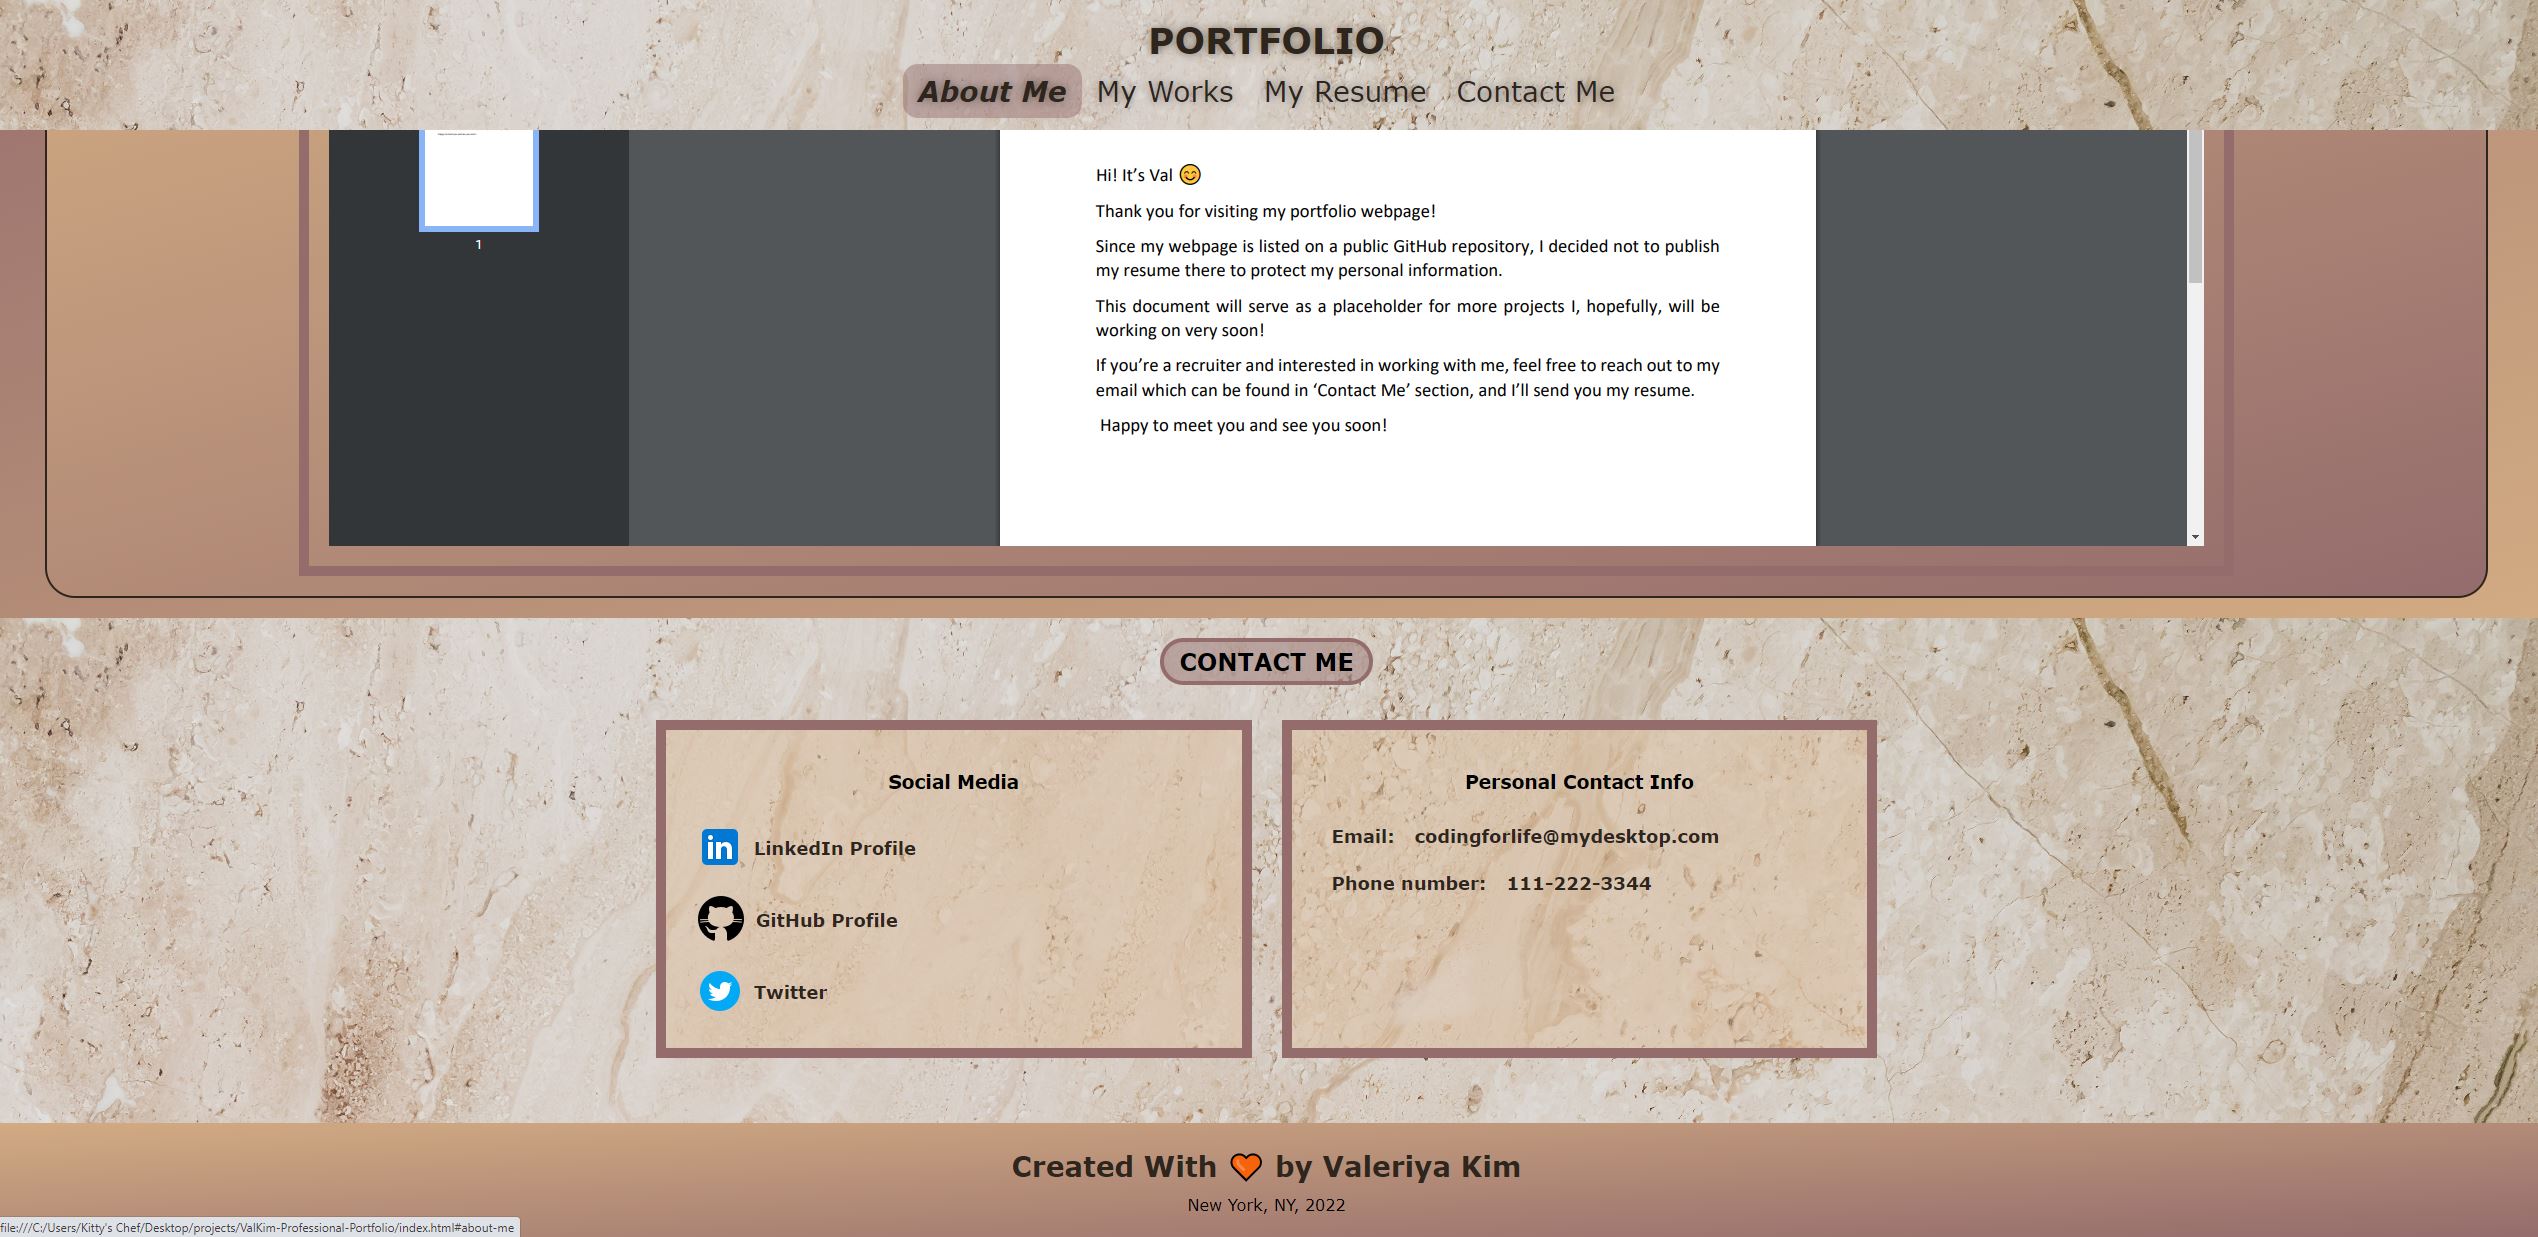 PORTFOLIO
About Me My Works My Resume Contact Me
1
Hi! It’s Val 😊
Thank you for visiting my portfolio webpage!
Since my webpage is listed on a public GitHub repository, I decided not to publish
my resume there to protect my personal information.
This document will serve as a placeholder for more projects I, hopefully, will be
working on very soon!
If you’re a recruiter and interested in working with me, feel free to reach out to my
email which can be found in ‘Contact Me’ section, and I’ll send you my resume.
Happy to meet you and see you soon!
CONTACT ME
Social Media
LinkedIn Profile
GitHub Profile
Twitter
Personal Contact Info
Email: codingforlife@mydesktop.com
Phone number: 111-222-3344
Created With 🧡 by Valeriya Kim
New York, NY, 2022
file:///C:/Users/Kitty's Chef/Desktop/projects/ValKim-Professional-Portfolio/index.html#about-me